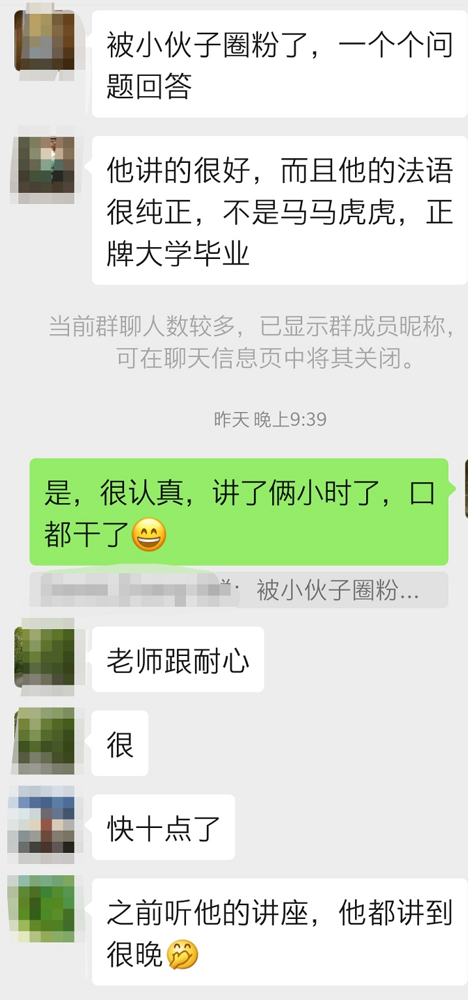 被小伙子圈粉了，一个个问
题回答
他讲的很好，而且他的法语
很纯正，不是马马虎虎，正
牌大学毕业
当前群聊人数较多，已显示群成员昵称，
可在聊天信息页中将其关闭。
昨天 晚上9:39
是，很认真，讲了俩小时了，口
都干了😄
：被小伙子圈粉...
老师跟耐心
很
快十点了
之前听他的讲座，他都讲到
很晚🤭